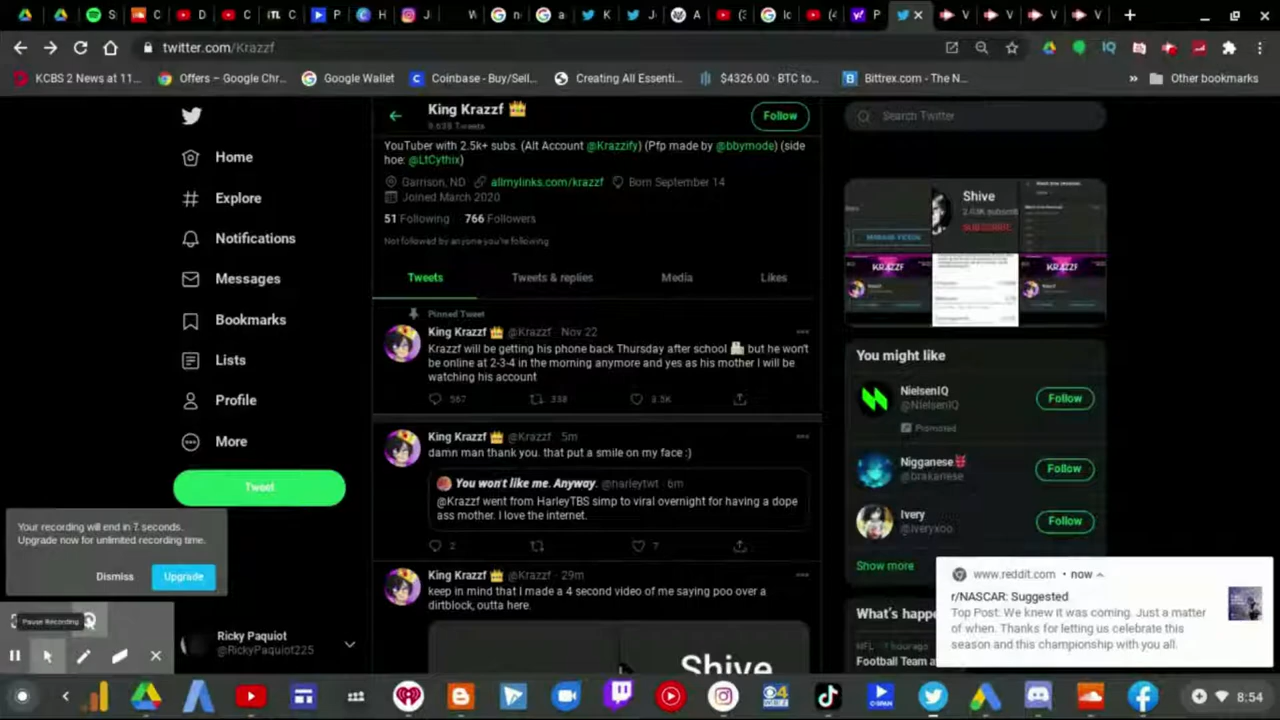 twitter.com/Krazzf
KCBS 2 News at 11...
Offers – Google Chr...
Google Wallet
Coinbase - Buy/Sell...
Creating All Essenti...
$4326.00 · BTC to...
Bittrex.com - The N...
»
Other bookmarks
Home
Explore
Notifications
Messages
Bookmarks
Lists
Profile
More
Tweet
Your recording will end in 7 seconds.
Upgrade now for unlimited recording time.
Dismiss
Upgrade
Pause Recording
Ricky Paquiot
@RickyPaquiot225
King Krazzf 👑
Tweets
Follow
YouTuber with 2.5k+ subs. (Alt Account @Krazzify) (Pfp made by @bbymode) (side
hoe: @LtCythix)
Garrison, ND allmylinks.com/krazzf Born September 14
Joined March 2020
51 Following 766 Followers
Not followed by anyone you're following
Tweets
Tweets & replies
Media
Likes
Pinned Tweet
King Krazzf 👑 @Krazzf · Nov 22
Krazzf will be getting his phone back Thursday after school but he won't
be online at 2-3-4 in the morning anymore and yes as his mother I will be
watching his account
567 338
King Krazzf 👑 @Krazzf · 5m
damn man thank you. that put a smile on my face :)
You won't like me. Anyway. @harleytwt · 6m
@Krazzf went from HarleyTBS simp to viral overnight for having a dope
ass mother. I love the internet.
2 7
King Krazzf 👑 @Krazzf · 29m
keep in mind that I made a 4 second video of me saying poo over a
dirtblock, outta here.
Shive
Search Twitter
Shive
SUBSCRIBE
KRAZZF
KRAZZF
You might like
NielsenIQ
@NielsenIQ
Promoted
Follow
Nigganese
@brakanese
Follow
Ivery
@iveryxoo
Follow
Show more
What's happe
Football Team a
www.reddit.com • now
r/NASCAR: Suggested
Top Post: We knew it was coming. Just a matter
of when. Thanks for letting us celebrate this
season and this championship with you all.
8:54